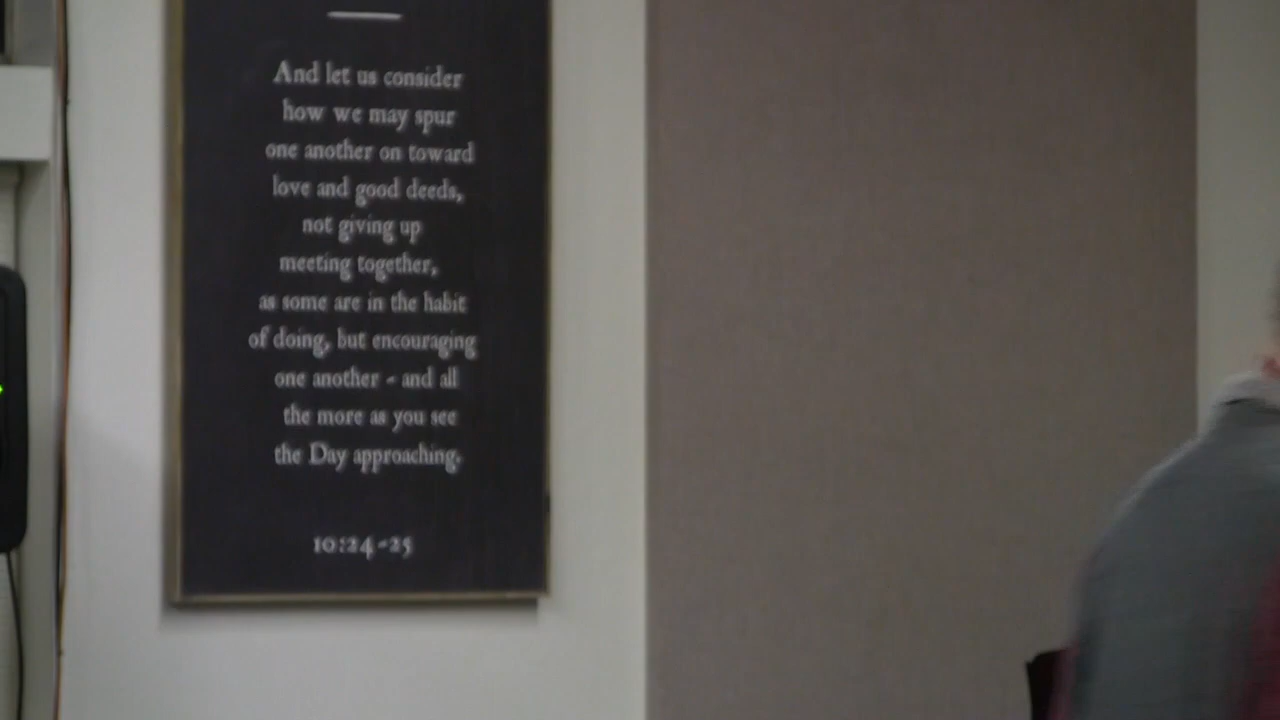 And let us consider
how we may spur
one another on toward
love and good deeds,
not giving up
meeting together,
as some are in the habit
of doing, but encouraging
one another - and all
the more as you see
the Day approaching.
10:24-25